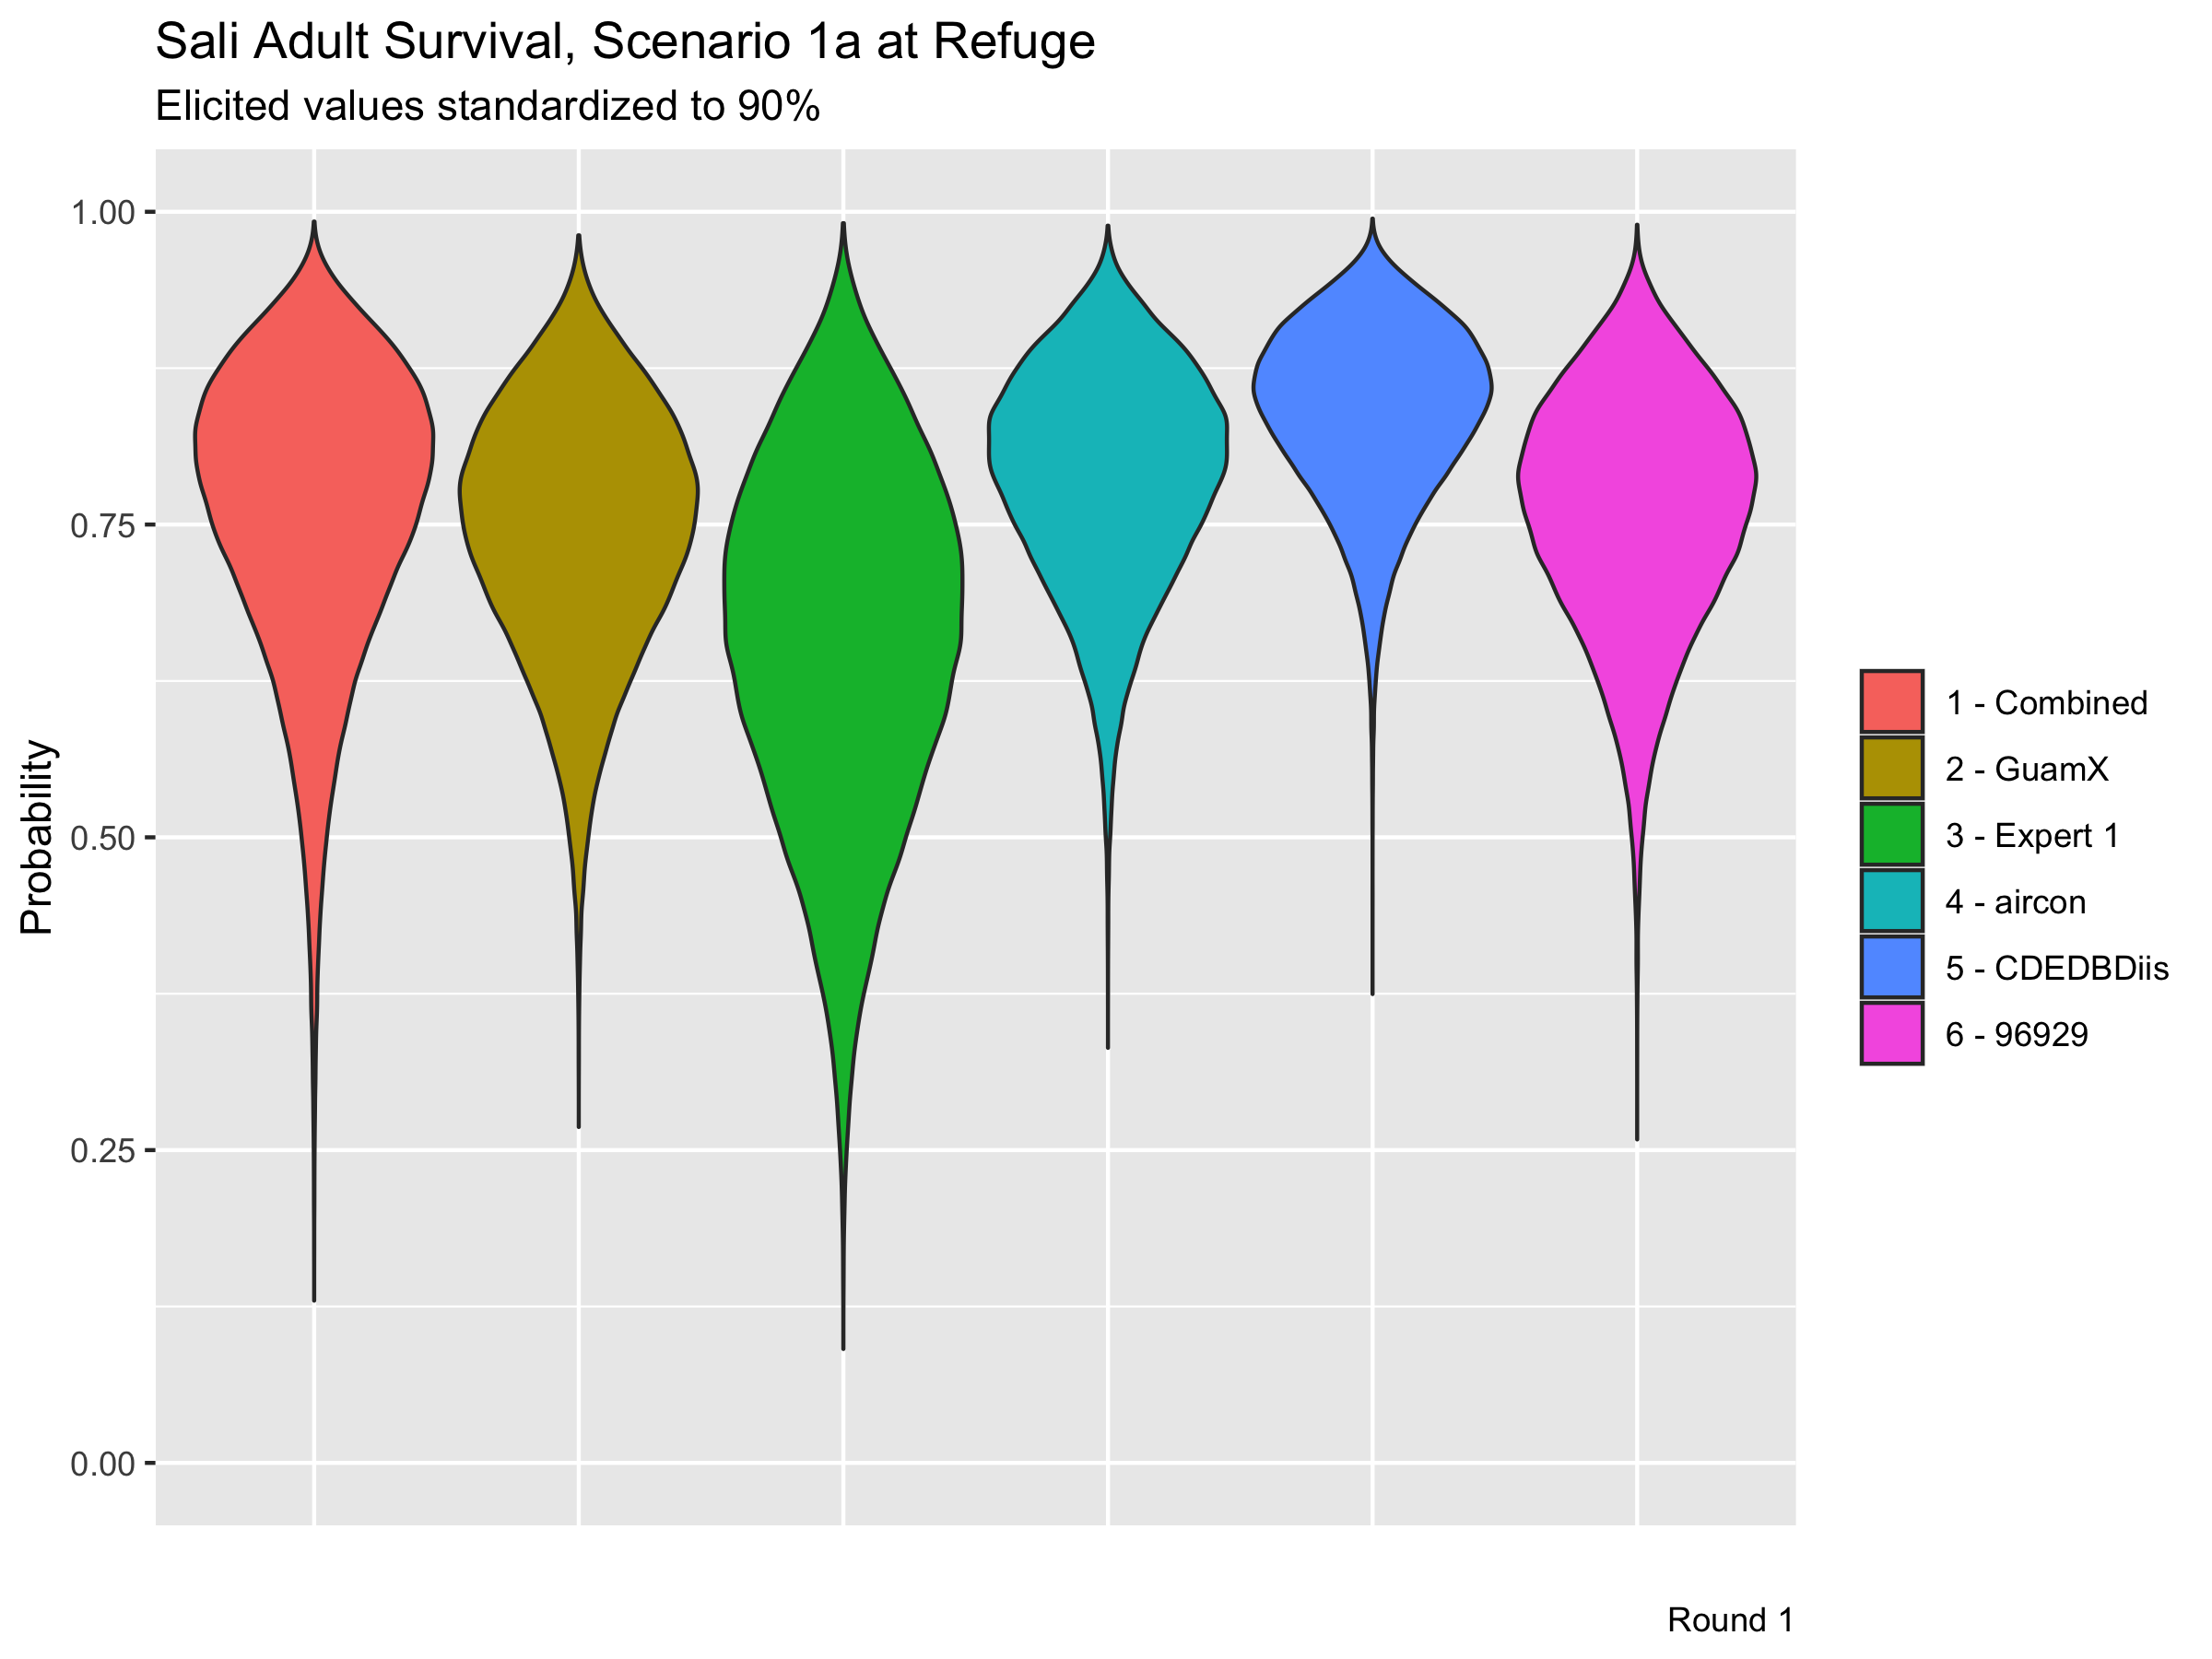 Sali Adult Survival, Scenario 1a at Refuge
Elicited values standardized to 90%
Probability
1.00
0.75
0.50
0.25
0.00
1 - Combined
2 - GuamX
3 - Expert 1
4 - aircon
5 - CDEDBDiis
6 - 96929
Round 1